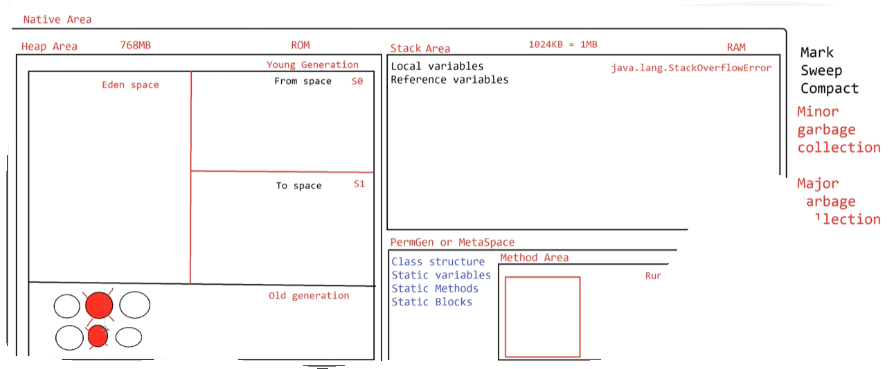 Native Area
Heap Area 768MB ROM
Young Generation
Eden space
From space S0
To space S1
Old generation
Stack Area 1024KB = 1MB RAM
Local variables
Reference variables
java.lang.StackOverflowError
PermGen or MetaSpace
Class structure
Static variables
Static Methods
Static Blocks
Method Area
Mark
Sweep
Compact
Minor
garbage
collection
Major